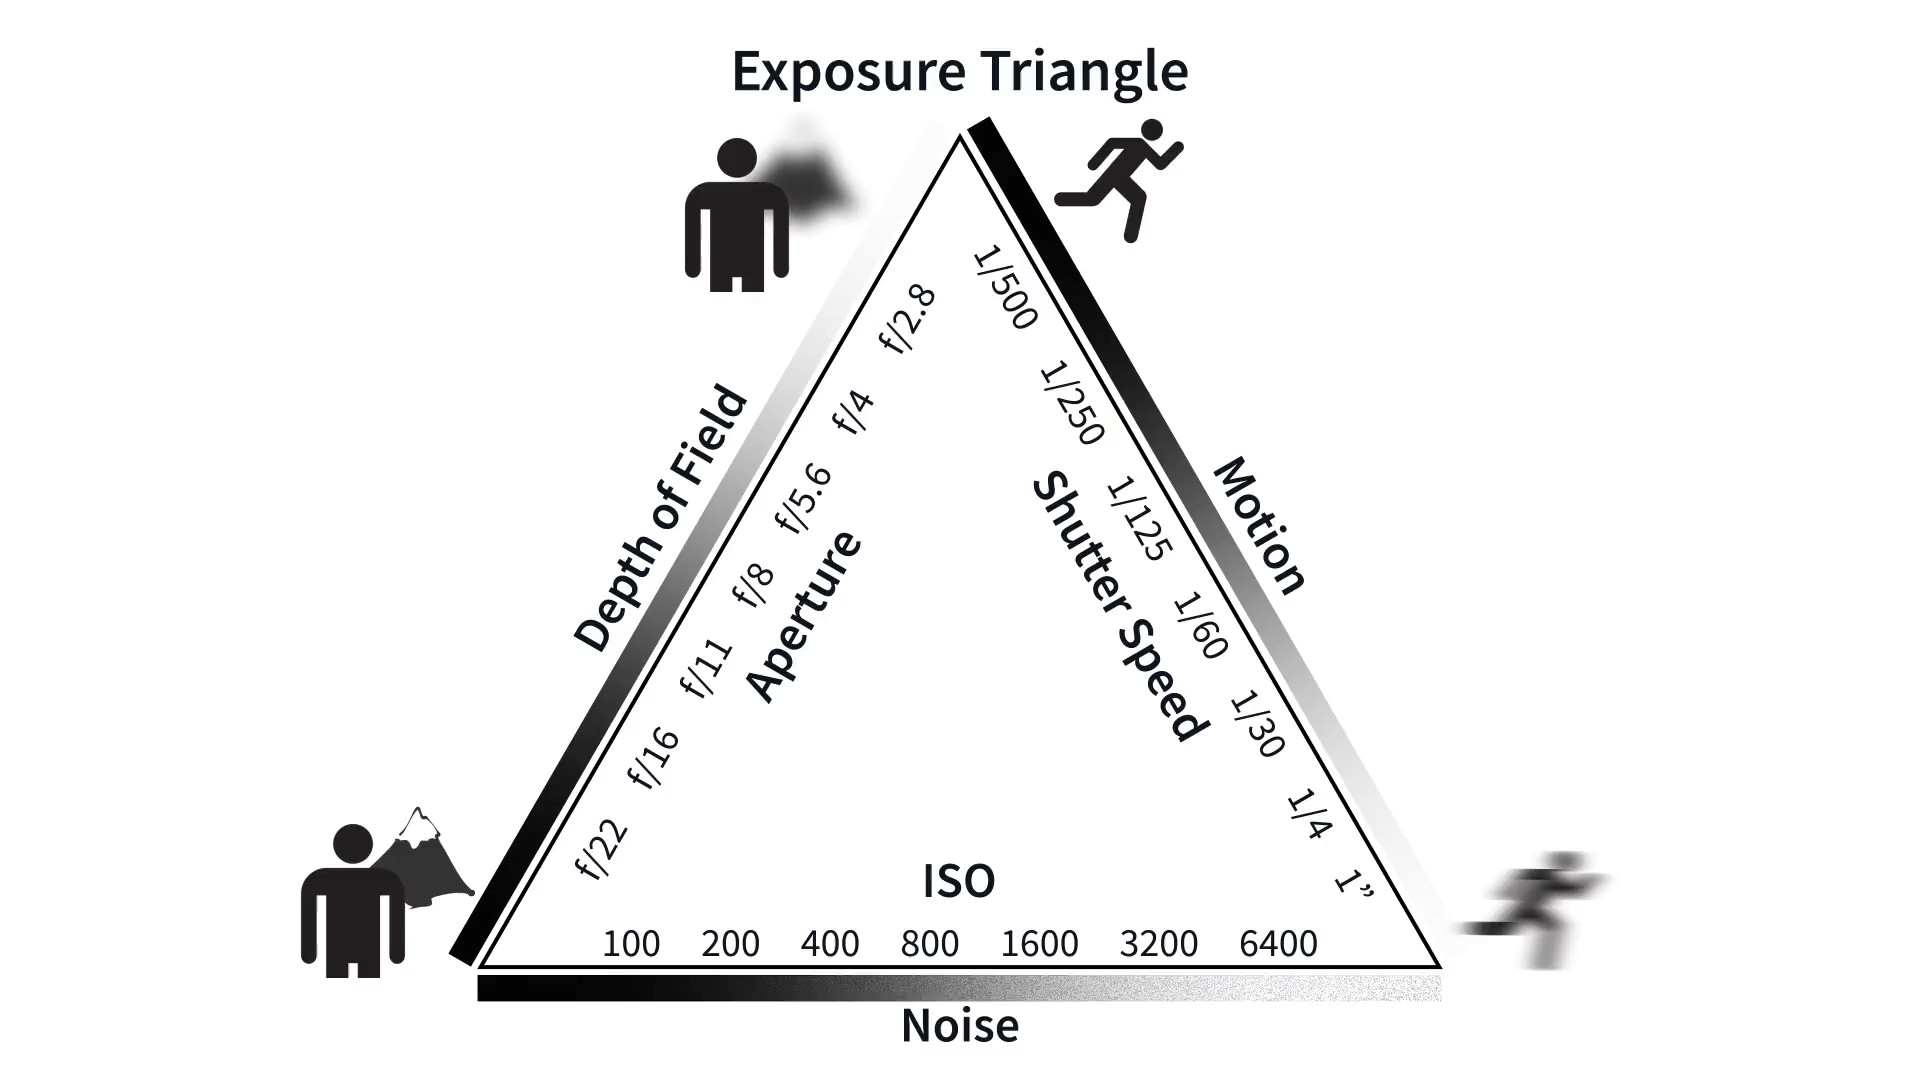 Exposure Triangle
Depth of Field
f/2.8
f/4
f/5.6
f/8
f/11
f/16
f/22
Aperture
1/500
1/250
1/125
1/60
1/30
1/4
1”
Shutter Speed
Motion
ISO
100 200 400 800 1600 3200 6400
Noise